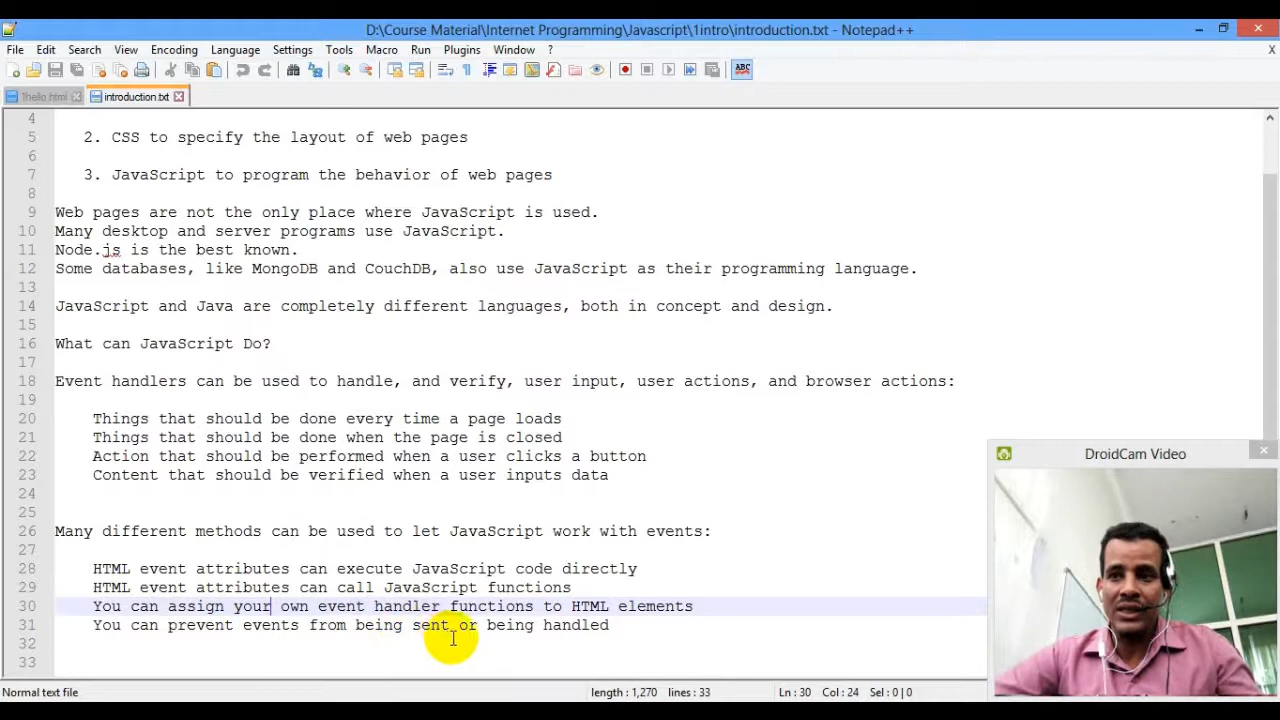 D:\Course Material\Internet Programming\Javascript\1intro\introduction.txt - Notepad++
File Edit Search View Encoding Language Settings Tools Macro Run Plugins Window ? X
ABC
1hello.html introduction.txt
4
5 2. CSS to specify the layout of web pages
6
7 3. JavaScript to program the behavior of web pages
8
9 Web pages are not the only place where JavaScript is used.
10 Many desktop and server programs use JavaScript.
11 Node.js is the best known.
12 Some databases, like MongoDB and CouchDB, also use JavaScript as their programming language.
13
14 JavaScript and Java are completely different languages, both in concept and design.
15
16 What can JavaScript Do?
17
18 Event handlers can be used to handle, and verify, user input, user actions, and browser actions:
19
20 Things that should be done every time a page loads
21 Things that should be done when the page is closed
22 Action that should be performed when a user clicks a button
23 Content that should be verified when a user inputs data
24
25
26 Many different methods can be used to let JavaScript work with events:
27
28 HTML event attributes can execute JavaScript code directly
29 HTML event attributes can call JavaScript functions
30 You can assign your own event handler functions to HTML elements
31 You can prevent events from being sent or being handled
32
33
DroidCam Video
Normal text file length : 1,270 lines : 33 Ln : 30 Col : 24 Sel : 0 | 0